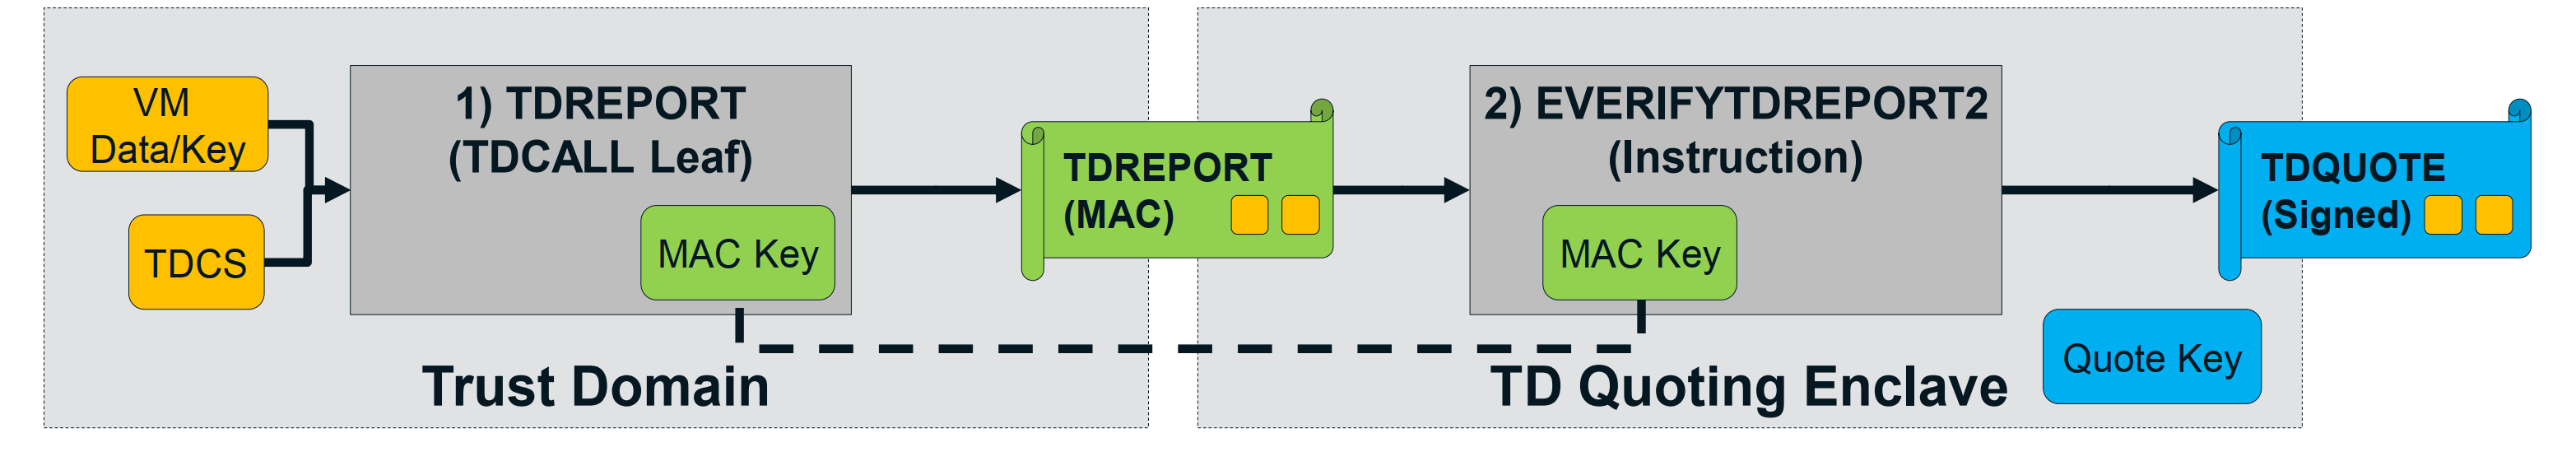 VM
Data/Key
TDCS
1) TDREPORT
(TDCALL Leaf)
MAC Key
Trust Domain
TDREPORT
(MAC)
2) EVERIFYTDREPORT2
(Instruction)
MAC Key
TD Quoting Enclave
Quote Key
TDQUOTE
(Signed)